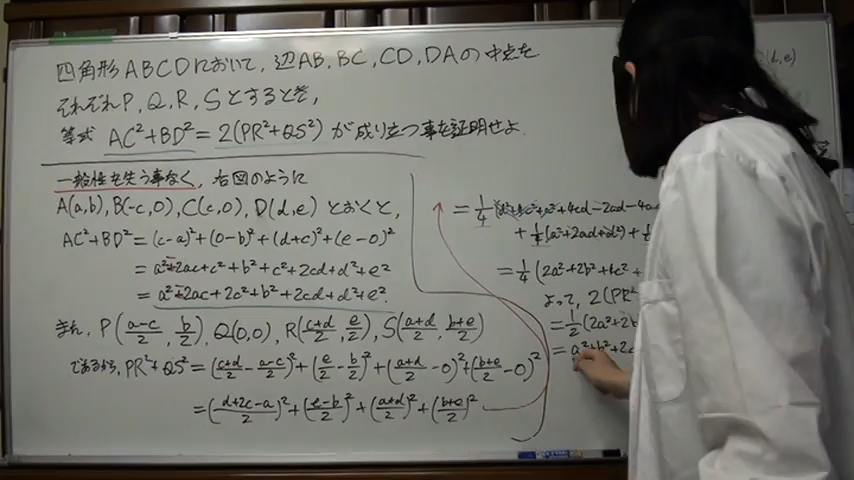 四角形ABCDにおいて,辺AB,BC,CD,DAの中点を
それぞれP,Q,R,Sとするとき,
等式 AC²+BD²=2(PR²+QS²)が成り立つ事を証明せよ.
一般性を失う事なく,右図のように
A(a,b),B(-c,0),C(c,0),D(d,e)とおくと,
AC²+BD²=(c-a)²+(0-b)²+(d+c)²+(e-0)²
=a²-2ac+c²+b²+c²+2cd+d²+e²
=a²-2ac+2c²+b²+2cd+d²+e².
また, P(a-c/2, b/2), Q(0,0), R(c+d/2, e/2), S(a+d/2, b+e/2)
であるから, PR²+QS²=(c+d/2 - a-c/2)²+(e/2 - b/2)²+(a+d/2 -0)²+(b+e/2 -0)²
=(d+2c-a/2)²+(e-b/2)²+(a+d/2)²+(b+e/2)²
d,e)
=1/4
+4cd-2ad-4a
+1/4(a²+2ad+d²)+
=1/4(2a²+2b²+4c²+
よって, 2(PR²
=1/2(2a²+2b
=a²+b²+2c